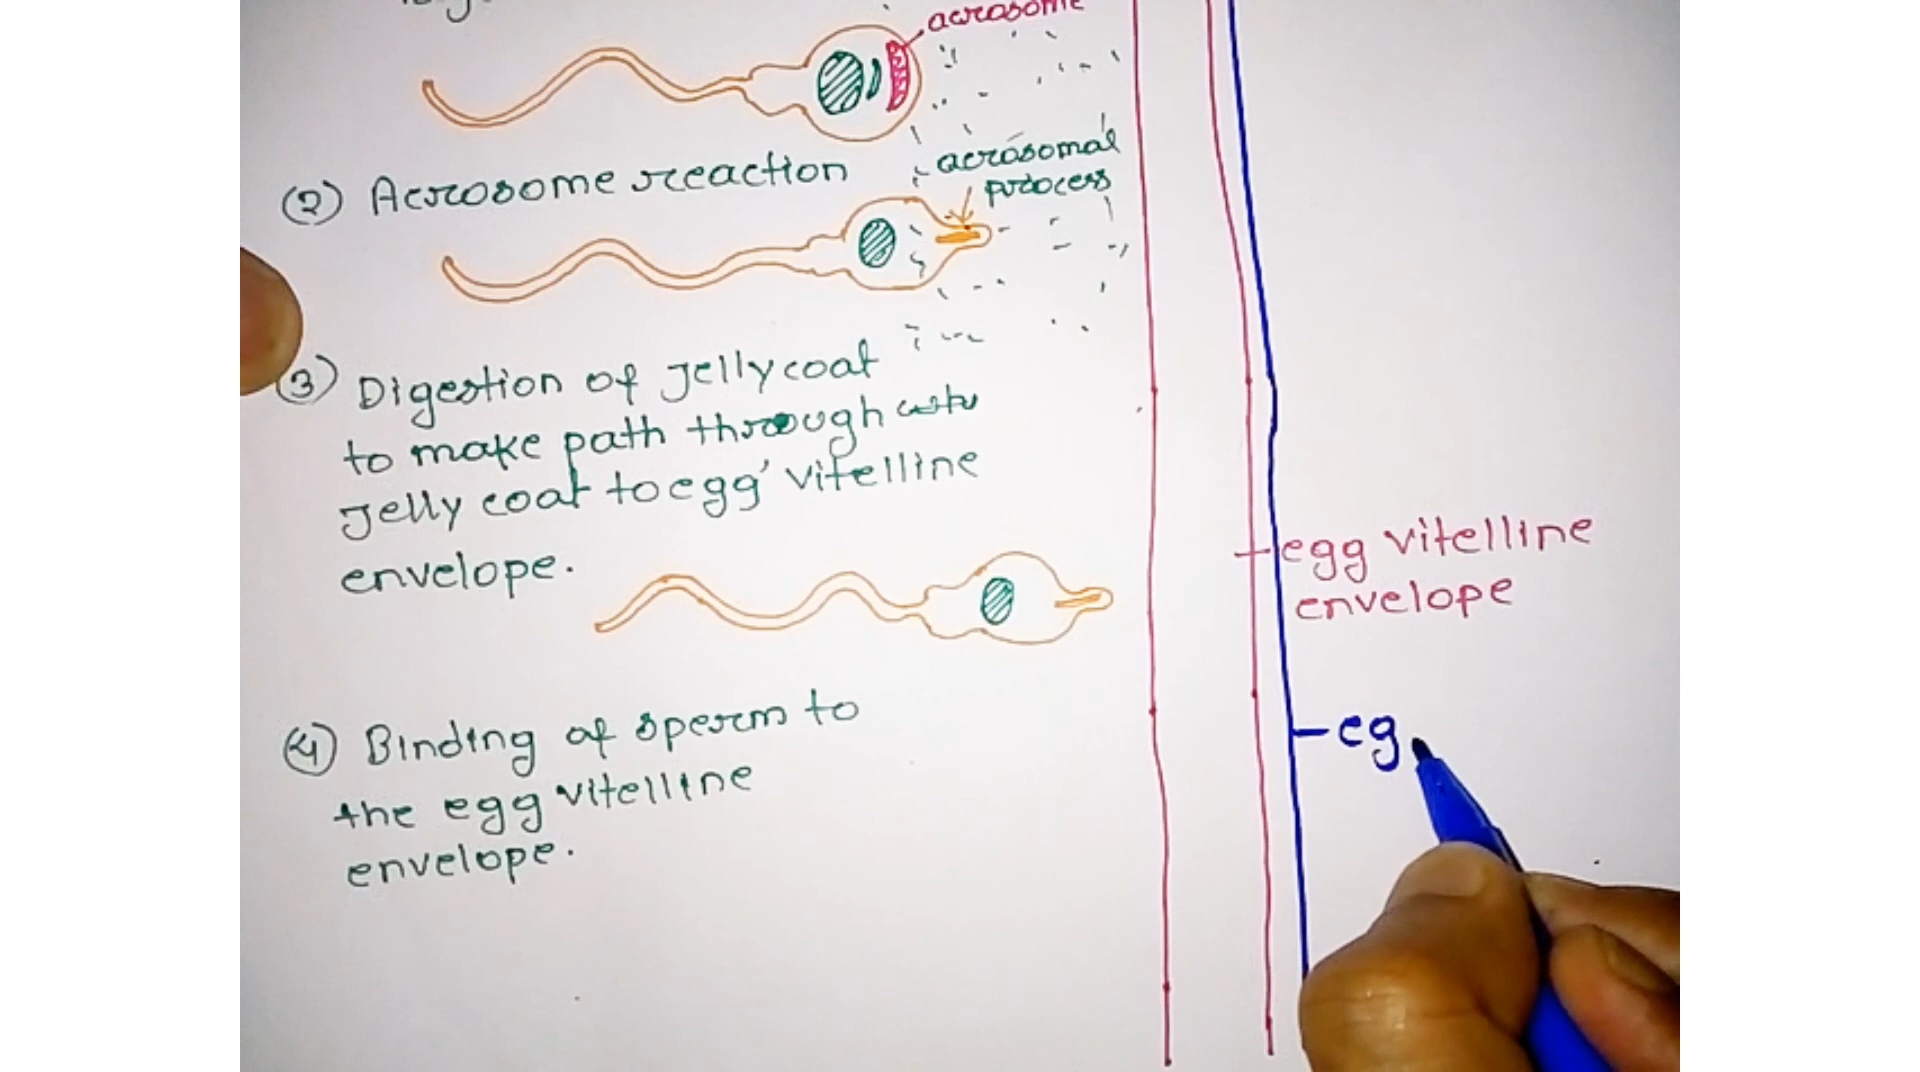 acrosome
(2) Acrosome reaction
acrosomal
process
(3) Digestion of Jelly coat
to make path through
Jelly coat to egg' vitelline
envelope.
egg vitelline
envelope
eg
(4) Binding of sperm to
the egg vitelline
envelope.